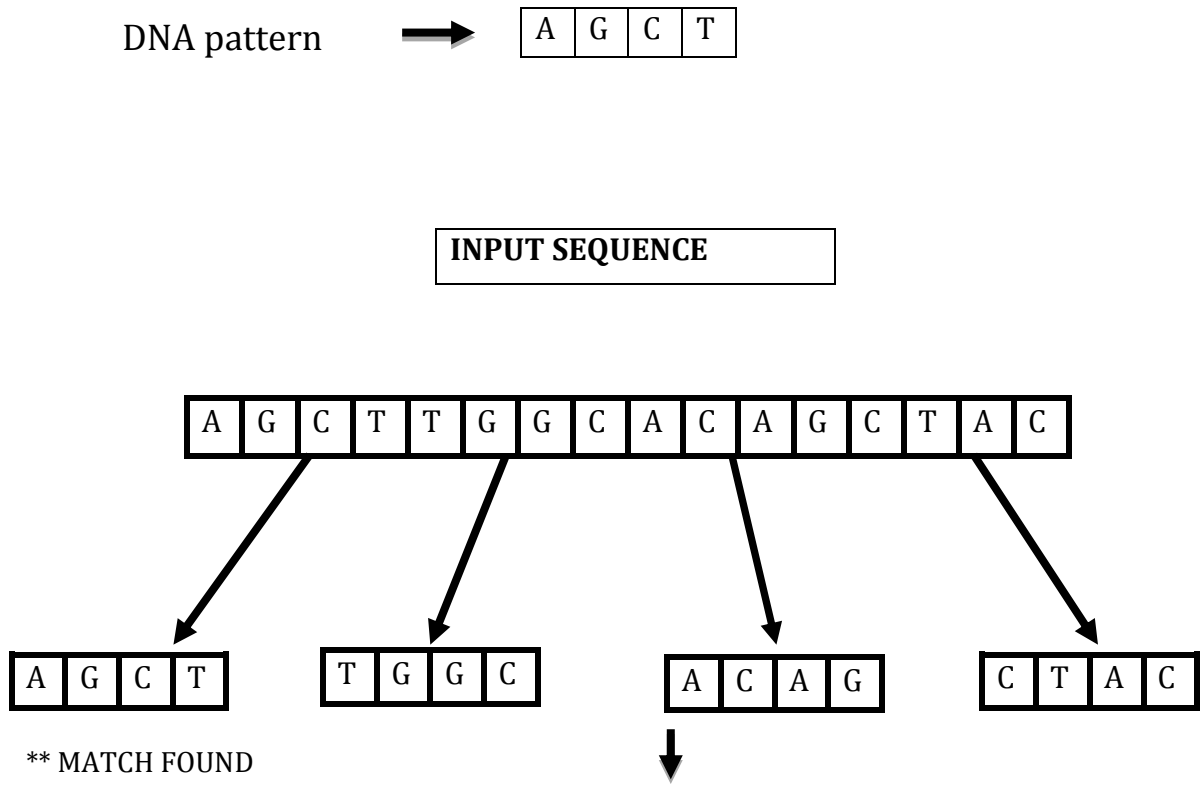 DNA pattern A G C T
INPUT SEQUENCE
A G C T T G G C A C A G C T A C
A G C T T G G C A C A G C T A C
** MATCH FOUND